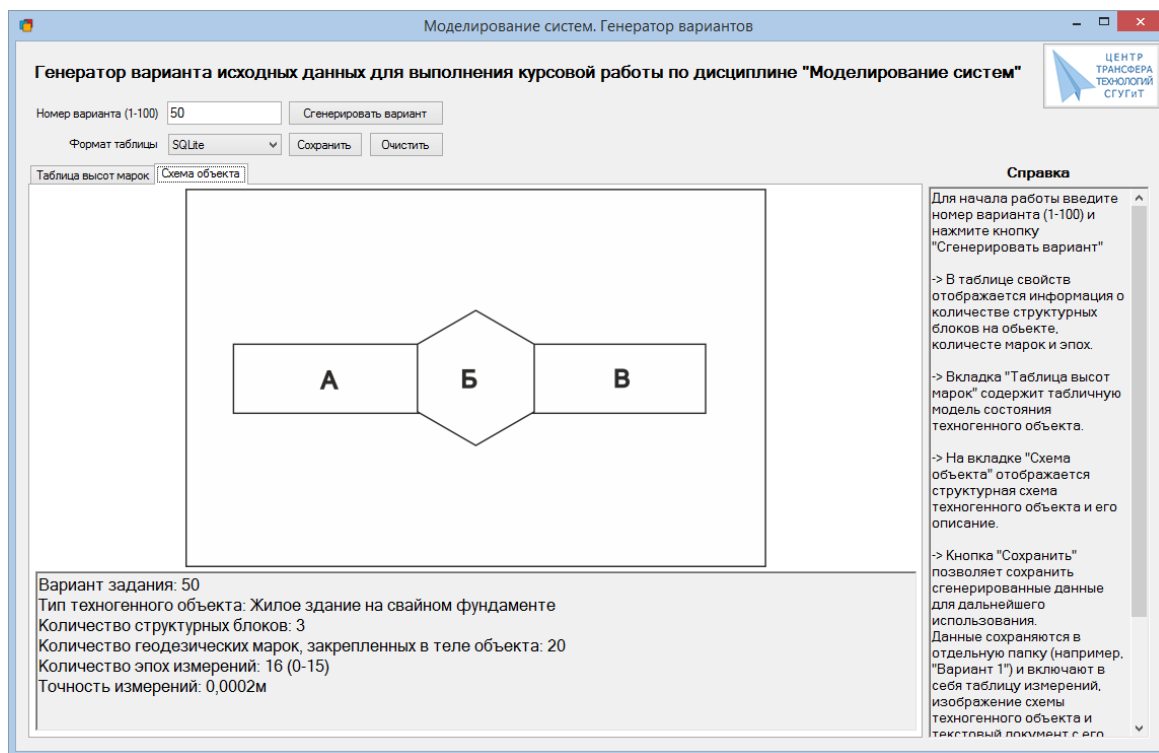 Моделирование систем. Генератор вариантов
Генератор варианта исходных данных для выполнения курсовой работы по дисциплине "Моделирование систем"
ЦЕНТР
ТРАНСФЕРА
ТЕХНОЛОГИЙ
СГУГиТ
Номер варианта (1-100) 50 Сгенерировать вариант
Формат таблицы SQLite Сохранить Очистить
Таблица высот марок Схема объекта
А Б В
Вариант задания: 50
Тип техногенного объекта: Жилое здание на свайном фундаменте
Количество структурных блоков: 3
Количество геодезических марок, закрепленных в теле объекта: 20
Количество эпох измерений: 16 (0-15)
Точность измерений: 0,0002м
Справка
Для начала работы введите
номер варианта (1-100) и
нажмите кнопку
"Сгенерировать вариант"
-> В таблице свойств
отображается информация о
количестве структурных
блоков на обьекте,
количесте марок и эпох.
-> Вкладка "Таблица высот
марок" содержит табличную
модель состояния
техногенного объекта.
-> На вкладке "Схема
объекта" отображается
структурная схема
техногенного объекта и его
описание.
-> Кнопка "Сохранить"
позволяет сохранить
сгенерированные данные
для дальнейшего
использования.
Данные сохраняются в
отдельную папку (например,
"Вариант 1") и включают в
себя таблицу измерений,
изображение схемы
техногенного объекта и
текстовый документ с его